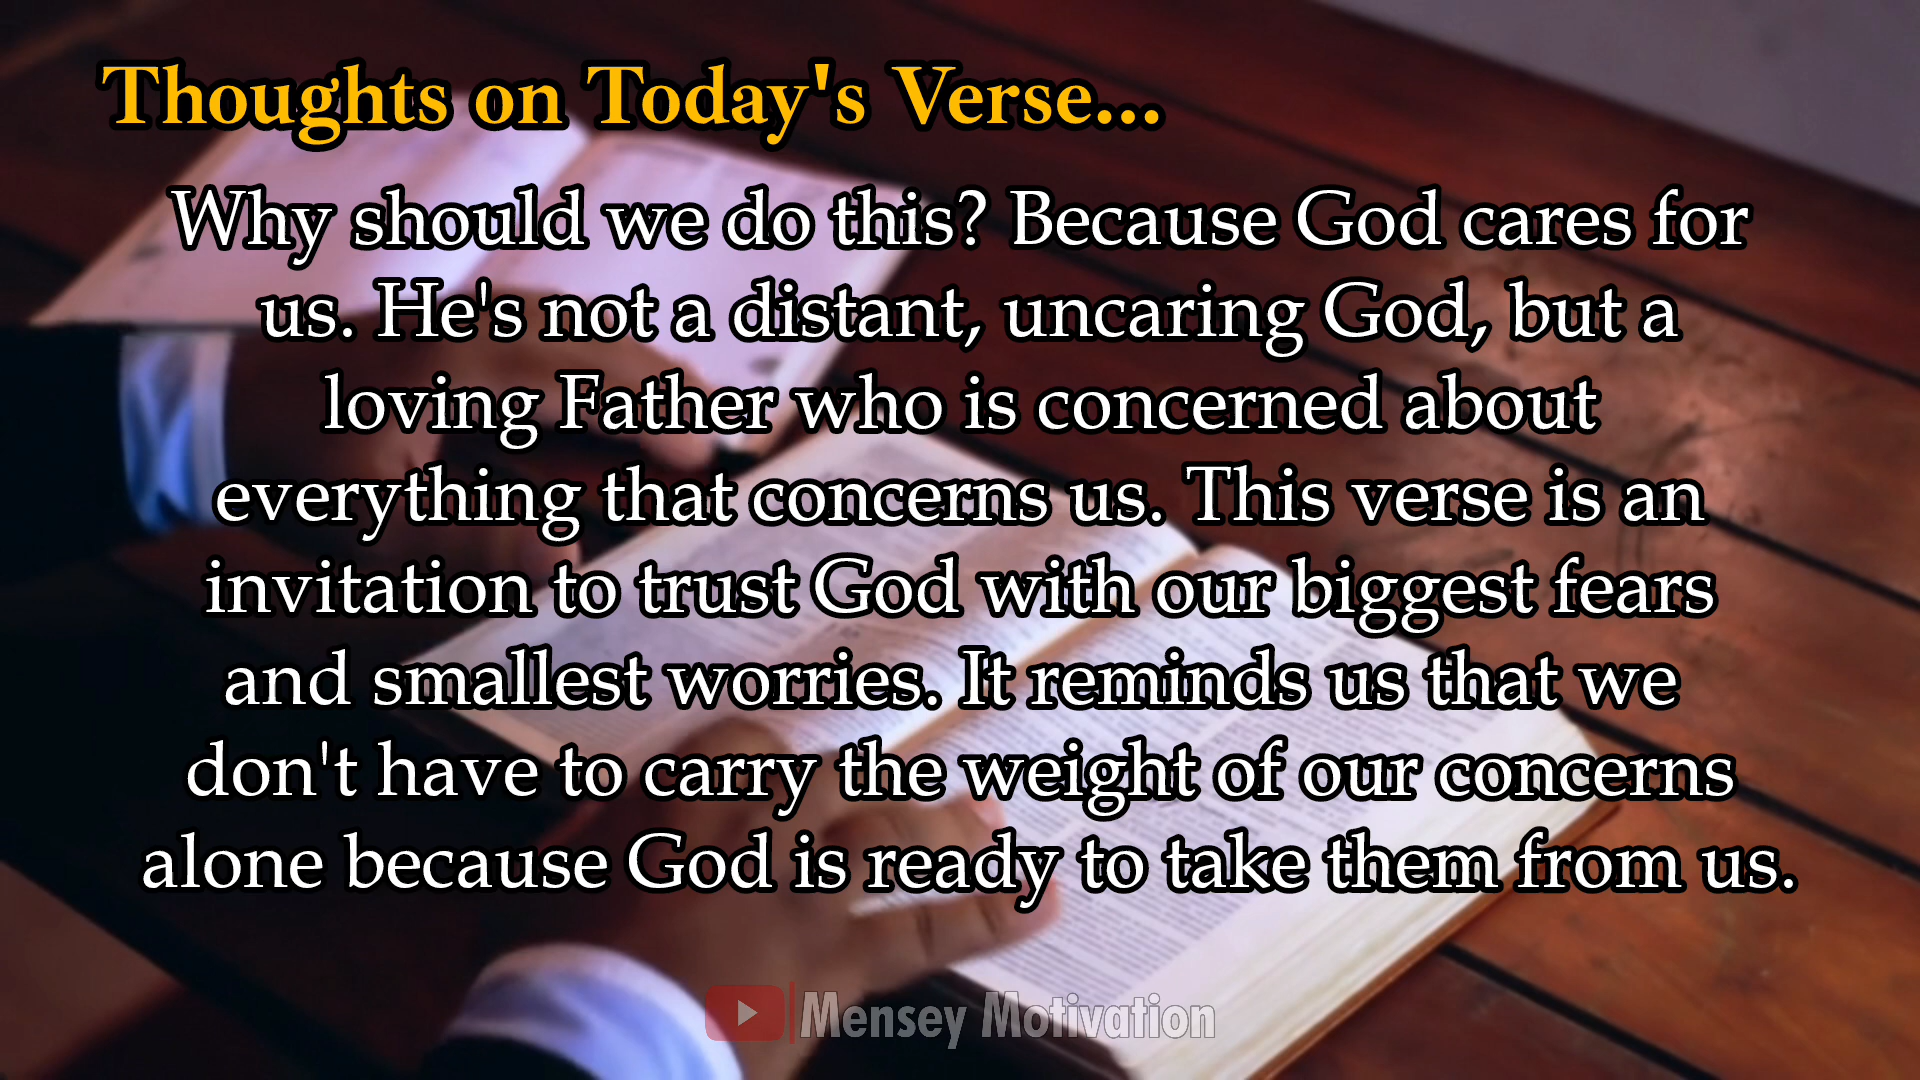 Thoughts on Today's Verse...
Why should we do this? Because God cares for
us. He's not a distant, uncaring God, but a
loving Father who is concerned about
everything that concerns us. This verse is an
invitation to trust God with our biggest fears
and smallest worries. It reminds us that we
don't have to carry the weight of our concerns
alone because God is ready to take them from us.
Mensey Motivation